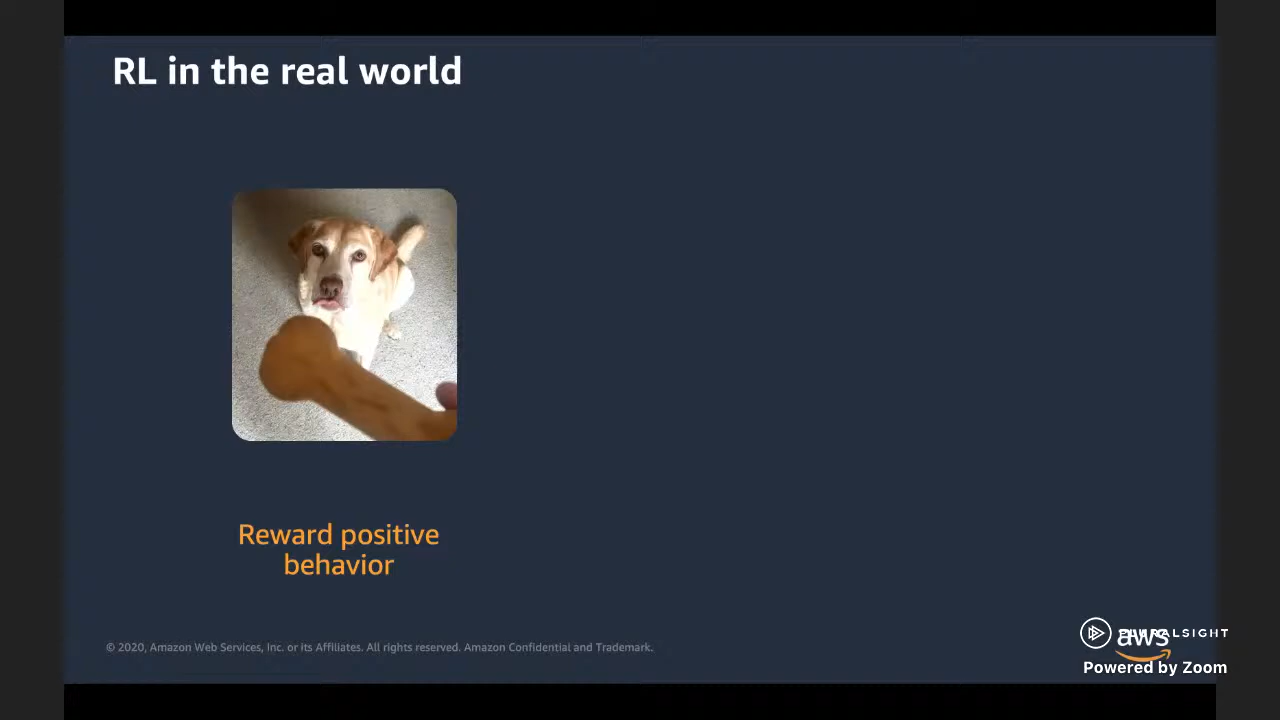 RL in the real world
Reward positive
behavior
© 2020, Amazon Web Services, Inc. or its Affiliates. All rights reserved. Amazon Confidential and Trademark.
aws
PLURALSIGHT
Powered by Zoom